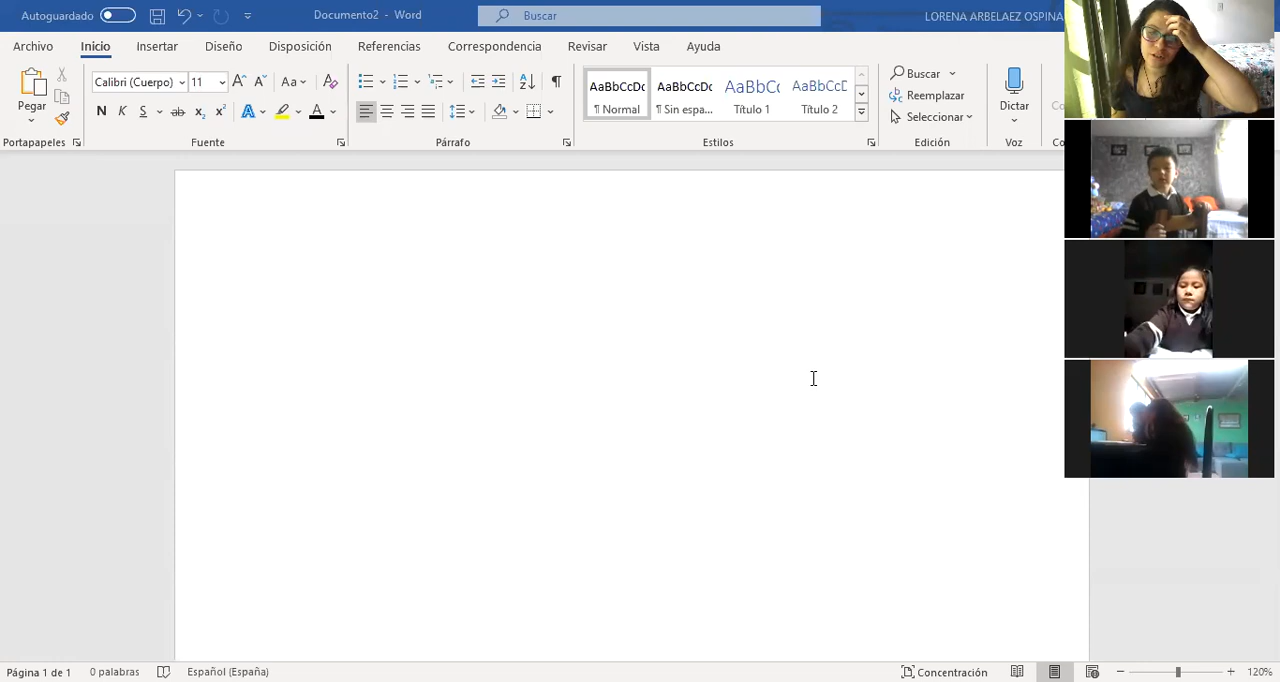 Autoguardado
Documento2 - Word
Buscar
LORENA ARBELAEZ OSPINA
Archivo Inicio Insertar Diseño Disposición Referencias Correspondencia Revisar Vista Ayuda
Pegar
Portapapeles
Calibri (Cuerpo) 11
Aa
N K S ab x₂ x²
A A
Fuente
Párrafo
AaBbCcDc AaBbCcDc AaBbCc AaBbCcD
¶ Normal ¶ Sin espa... Título 1 Título 2
Estilos
Buscar
Reemplazar
Seleccionar
Edición
Dictar
Voz
Página 1 de 1 0 palabras Español (España) Concentración 120%